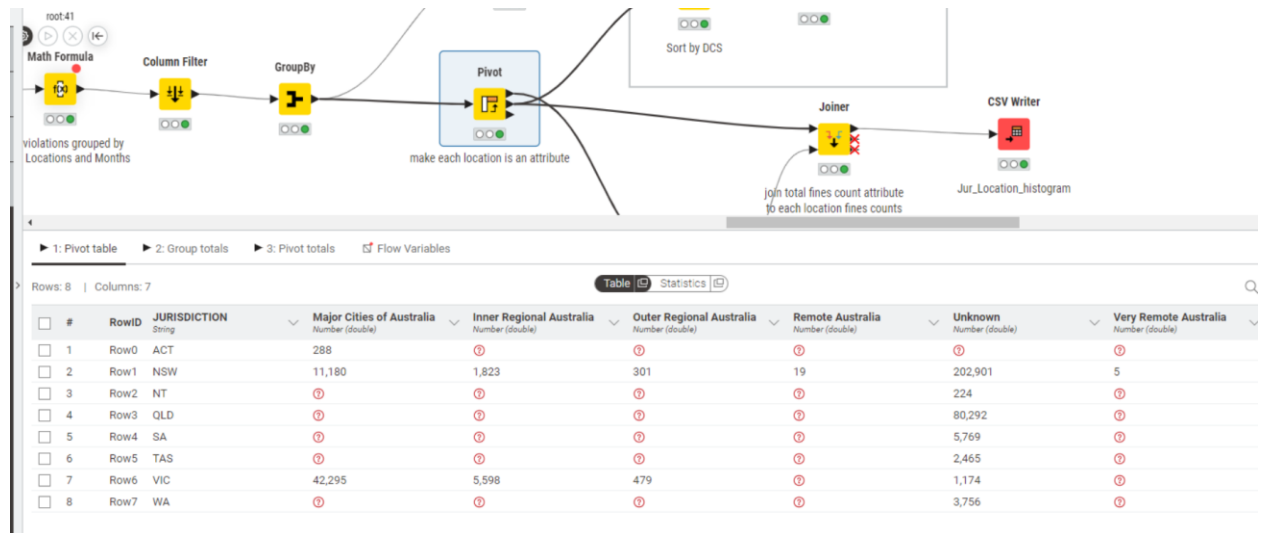 root:41
Math Formula
Column Filter
GroupBy
Pivot
Sort by DCS
Joiner
CSV Writer
f(x)
violations grouped by
Locations and Months
make each location is an attribute
join total fines count attribute
to each location fines counts
Jur_Location_histogram
1: Pivot table 2: Group totals 3: Pivot totals Flow Variables
Rows: 8 | Columns: 7 Table Statistics
# RowID JURISDICTION Major Cities of Australia Inner Regional Australia Outer Regional Australia Remote Australia Unknown Very Remote Australia
String Number (double) Number (double) Number (double) Number (double) Number (double) Number (double)
1 Row0 ACT 288 ? ? ? ? ?
2 Row1 NSW 11,180 1,823 301 19 202,901 5
3 Row2 NT ? ? ? ? 224 ?
4 Row3 QLD ? ? ? ? 80,292 ?
5 Row4 SA ? ? ? ? 5,769 ?
6 Row5 TAS ? ? ? ? 2,465 ?
7 Row6 VIC 42,295 5,598 479 ? 1,174 ?
8 Row7 WA ? ? ? ? 3,756 ?